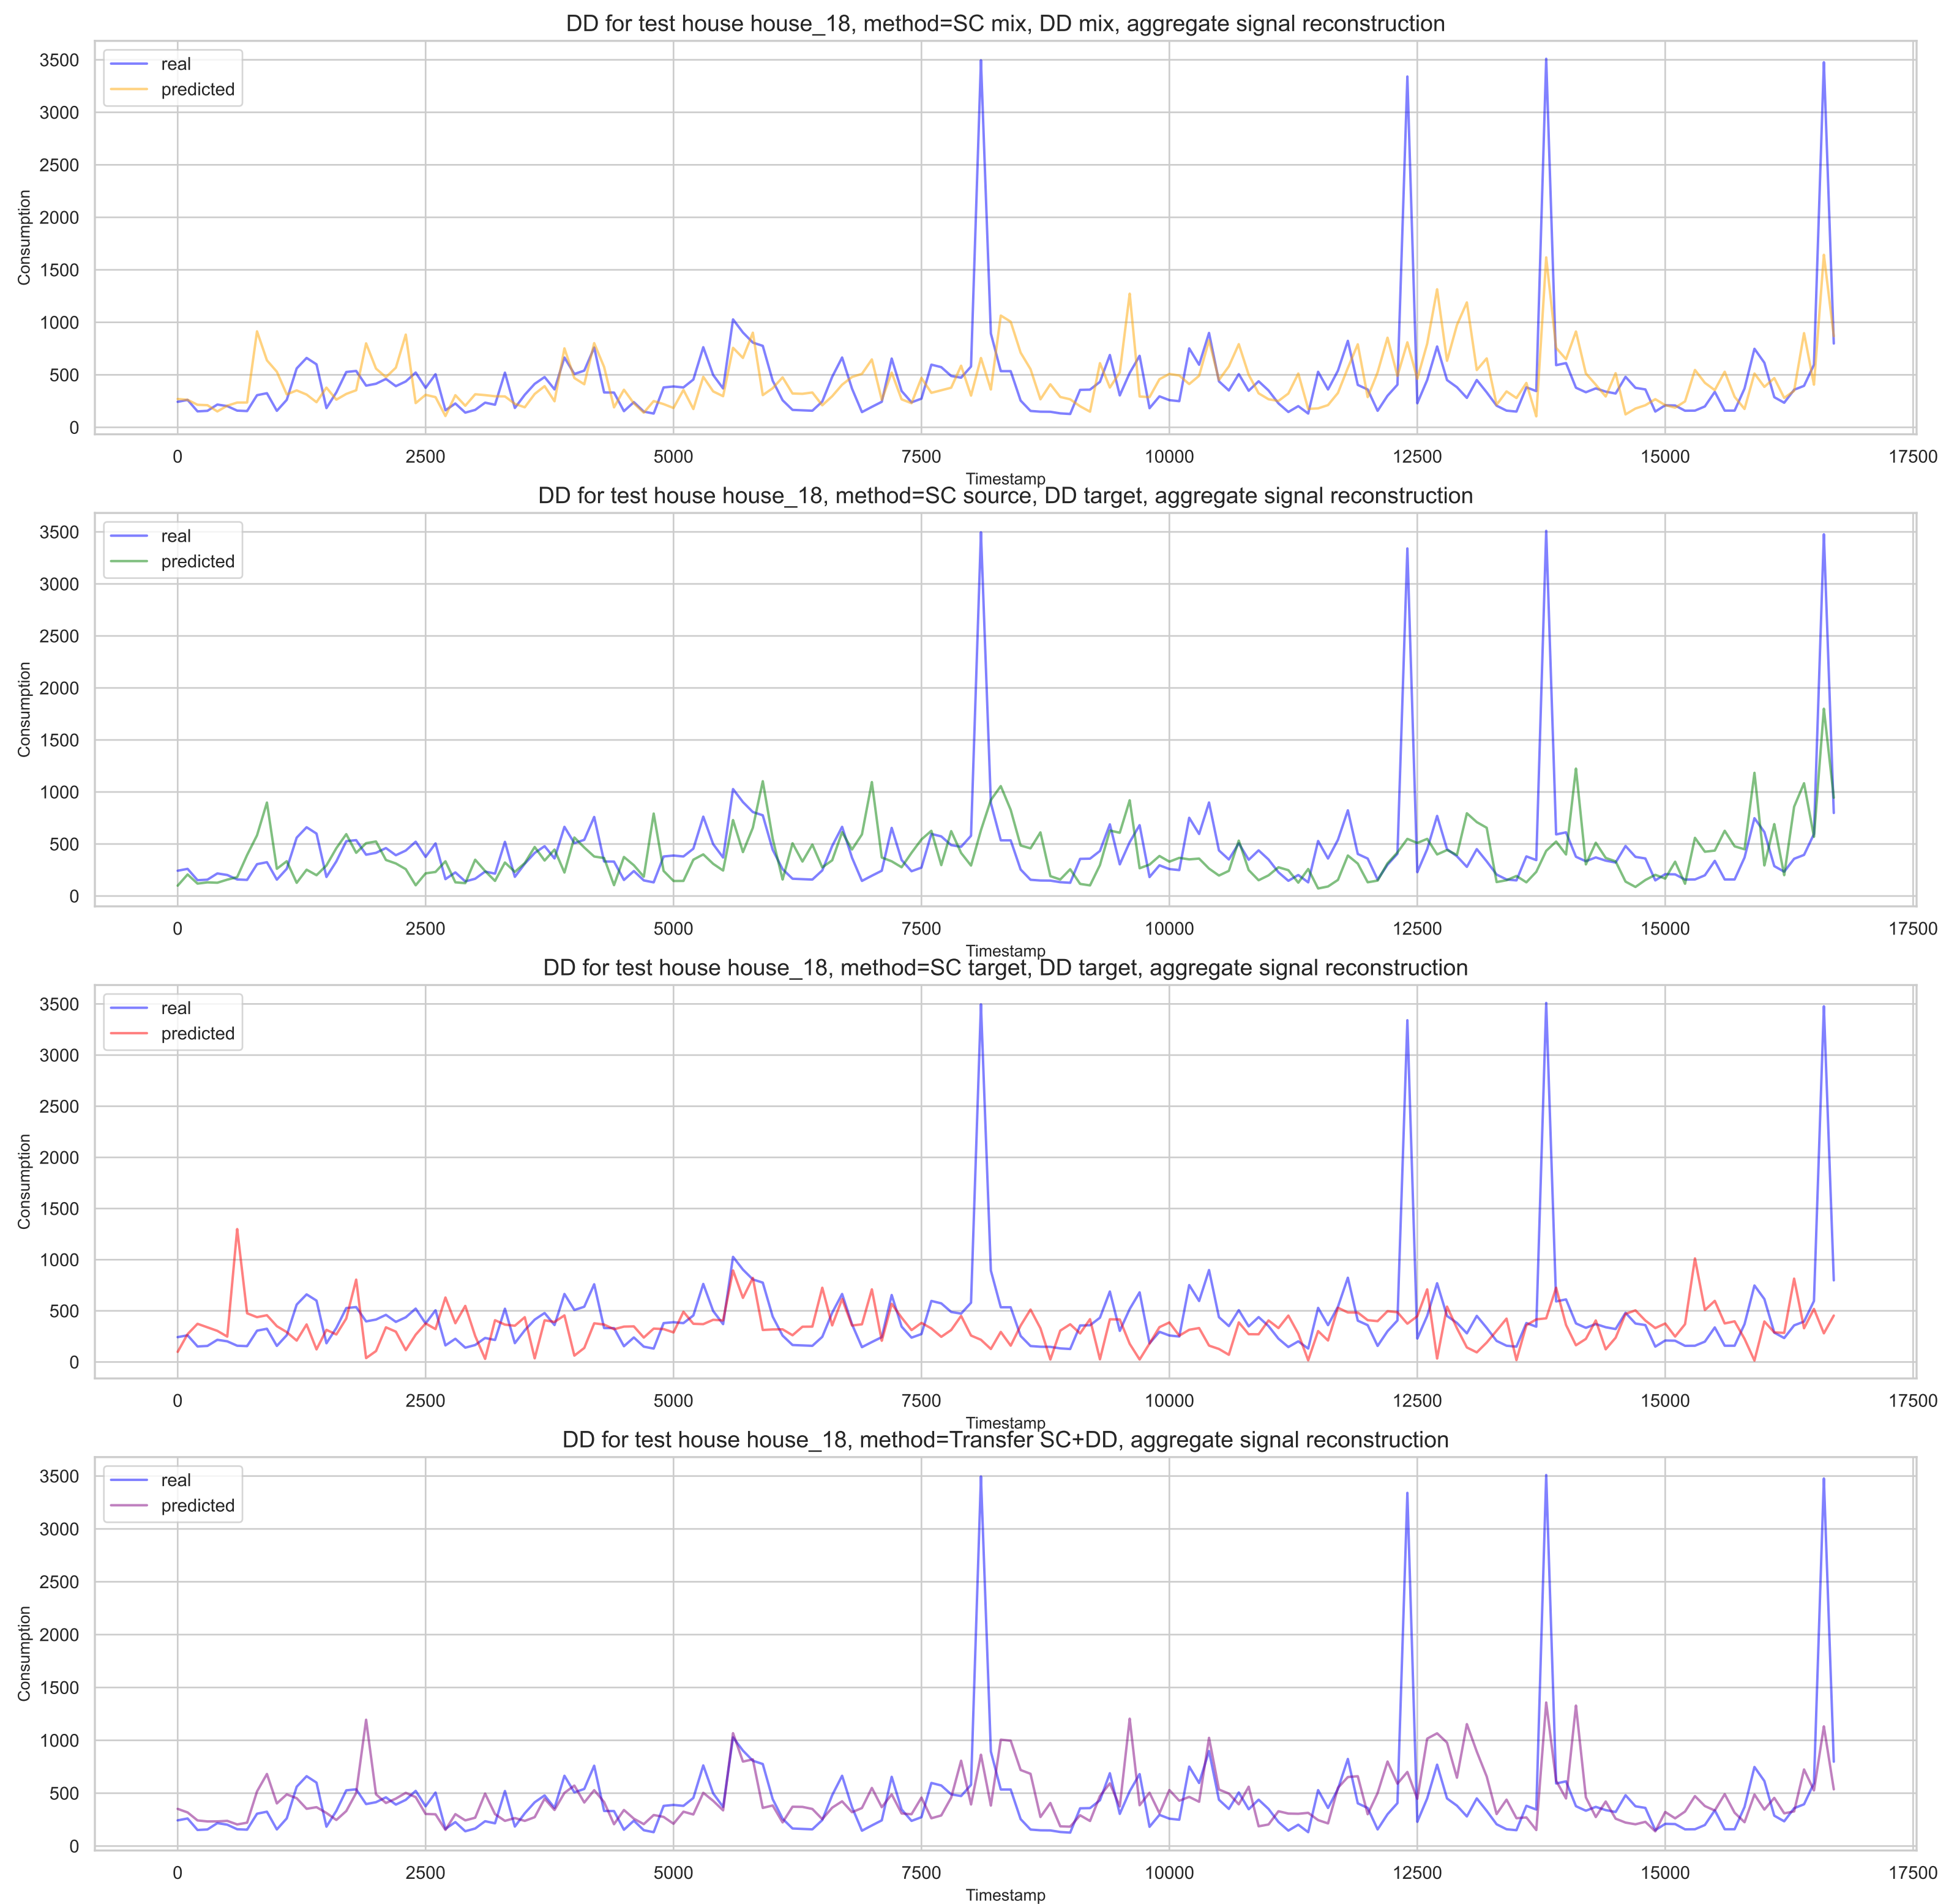 DD for test house house_18, method=SC mix, DD mix, aggregate signal reconstruction
real
predicted
3500
3000
2500
2000
1500
1000
500
0
Consumption
0 2500 5000 7500 10000 12500 15000 17500
Timestamp
DD for test house house_18, method=SC source, DD target, aggregate signal reconstruction
real
predicted
3500
3000
2500
2000
1500
1000
500
0
Consumption
0 2500 5000 7500 10000 12500 15000 17500
Timestamp
DD for test house house_18, method=SC target, DD target, aggregate signal reconstruction
real
predicted
3500
3000
2500
2000
1500
1000
500
0
Consumption
0 2500 5000 7500 10000 12500 15000 17500
Timestamp
DD for test house house_18, method=Transfer SC+DD, aggregate signal reconstruction
real
predicted
3500
3000
2500
2000
1500
1000
500
0
Consumption
0 2500 5000 7500 10000 12500 15000 17500
Timestamp